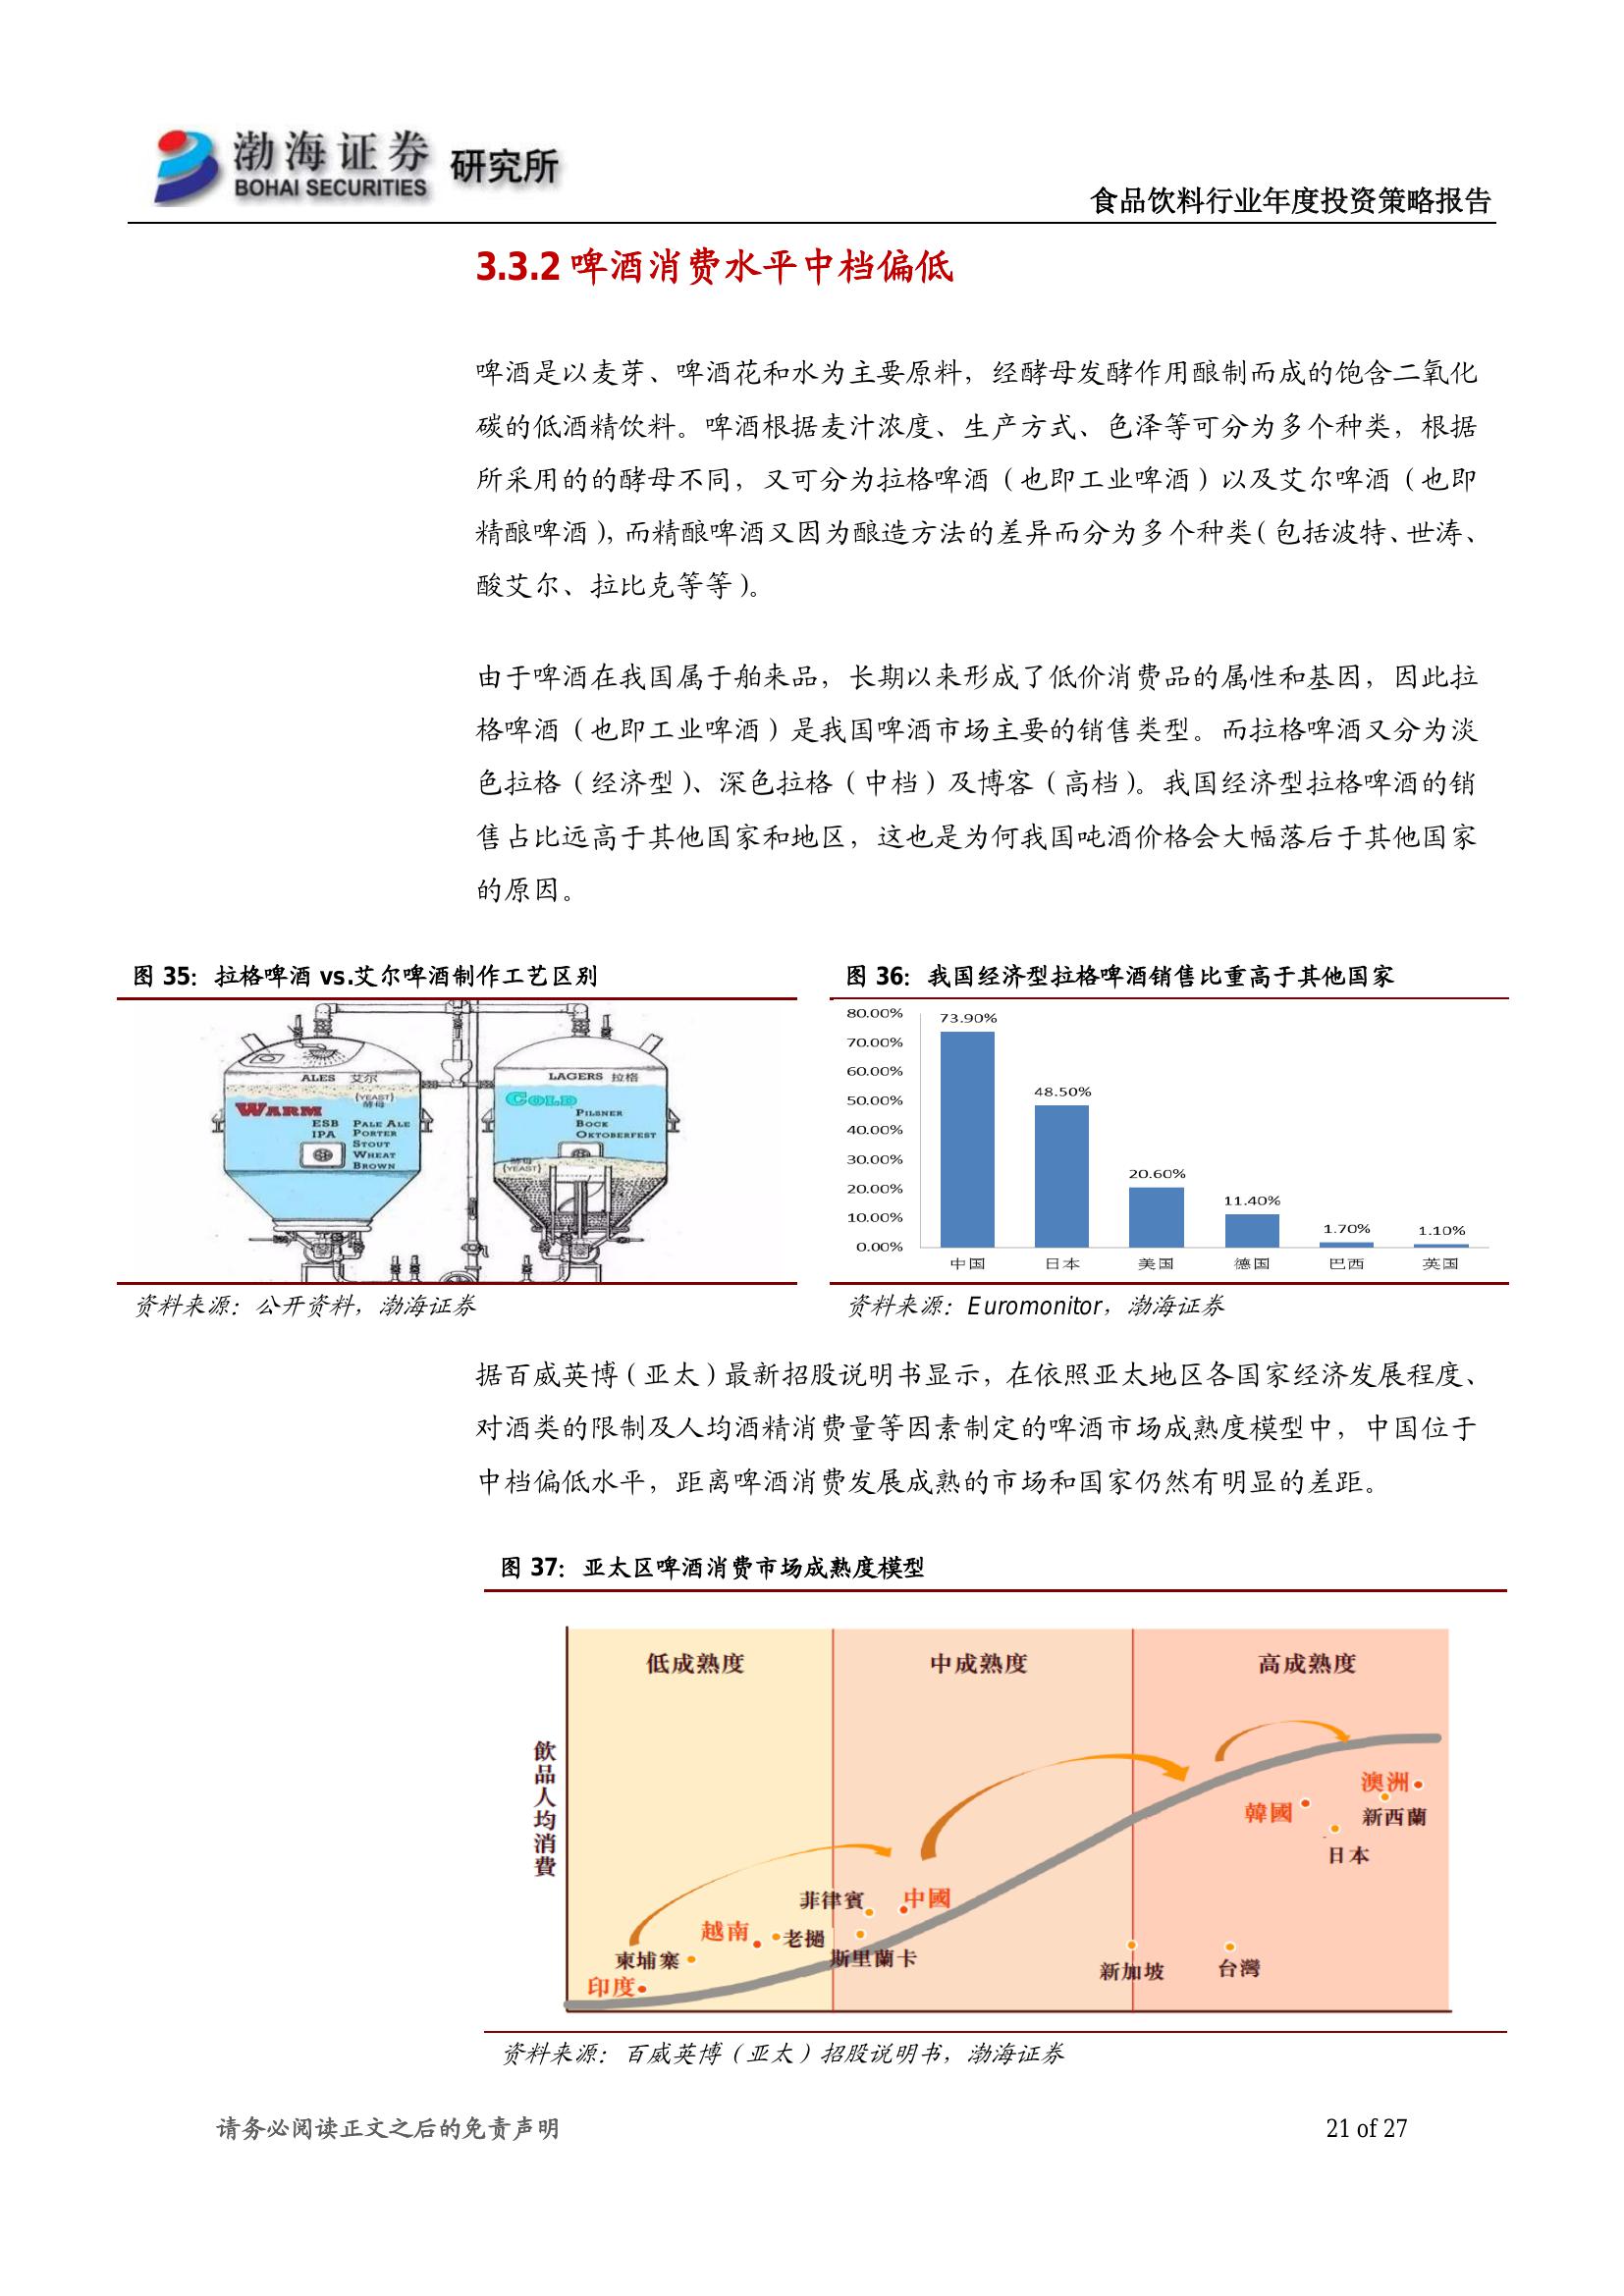 渤海证券 研究所
BOHAI SECURITIES
食品饮料行业年度投资策略报告
3.3.2 啤酒消费水平中档偏低
啤酒是以麦芽、啤酒花和水为主要原料，经酵母发酵作用酿制而成的饱含二氧化
碳的低酒精饮料。啤酒根据麦汁浓度、生产方式、色泽等可分为多个种类，根据
所采用的的酵母不同，又可分为拉格啤酒（也即工业啤酒）以及艾尔啤酒（也即
精酿啤酒），而精酿啤酒又因为酿造方法的差异而分为多个种类（包括波特、世涛、
酸艾尔、拉比克等等）。
由于啤酒在我国属于舶来品，长期以来形成了低价消费品的属性和基因，因此拉
格啤酒（也即工业啤酒）是我国啤酒市场主要的销售类型。而拉格啤酒又分为淡
色拉格（经济型）、深色拉格（中档）及博客（高档）。我国经济型拉格啤酒的销
售占比远高于其他国家和地区，这也是为何我国吨酒价格会大幅落后于其他国家
的原因。
图 35：拉格啤酒 vs.艾尔啤酒制作工艺区别
ALES 艾尔
{YEAST}
酵母
WARM
ESB PALE ALE
IPA PORTER
STOUT
WHEAT
BROWN
LAGERS 拉格
COLD
PILSNER
BOCK
OKTOBERFEST
酵母
{YEAST}
资料来源：公开资料，渤海证券
图 36：我国经济型拉格啤酒销售比重高于其他国家
80.00%
70.00%
60.00%
50.00%
40.00%
30.00%
20.00%
10.00%
0.00%
73.90%
48.50%
20.60%
11.40%
1.70%
1.10%
中国 日本 美国 德国 巴西 英国
资料来源：Euromonitor，渤海证券
据百威英博（亚太）最新招股说明书显示，在依照亚太地区各国家经济发展程度、
对酒类的限制及人均酒精消费量等因素制定的啤酒市场成熟度模型中，中国位于
中档偏低水平，距离啤酒消费发展成熟的市场和国家仍然有明显的差距。
图 37：亚太区啤酒消费市场成熟度模型
低成熟度 中成熟度 高成熟度
飲品人均消費
澳洲
韓國
新西蘭
日本
菲律賓 中國
越南 老撾
柬埔寨
斯里蘭卡
新加坡 台灣
印度
资料来源：百威英博（亚太）招股说明书，渤海证券
请务必阅读正文之后的免责声明
21 of 27